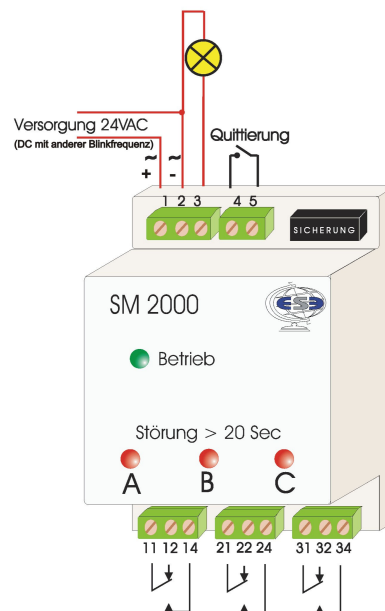 Versorgung 24VAC
(DC mit anderer Blinkfrequenz)
Quittierung
~ ~
+ -
1 2 3 4 5
SICHERUNG
SM 2000
ESE
Betrieb
Störung > 20 Sec
A B C
11 12 14 21 22 24 31 32 34